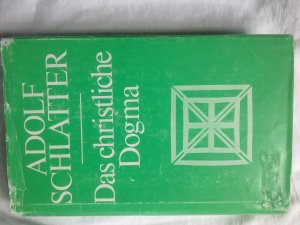 ADOLF
SCHLATTER
Das christliche
Dogma